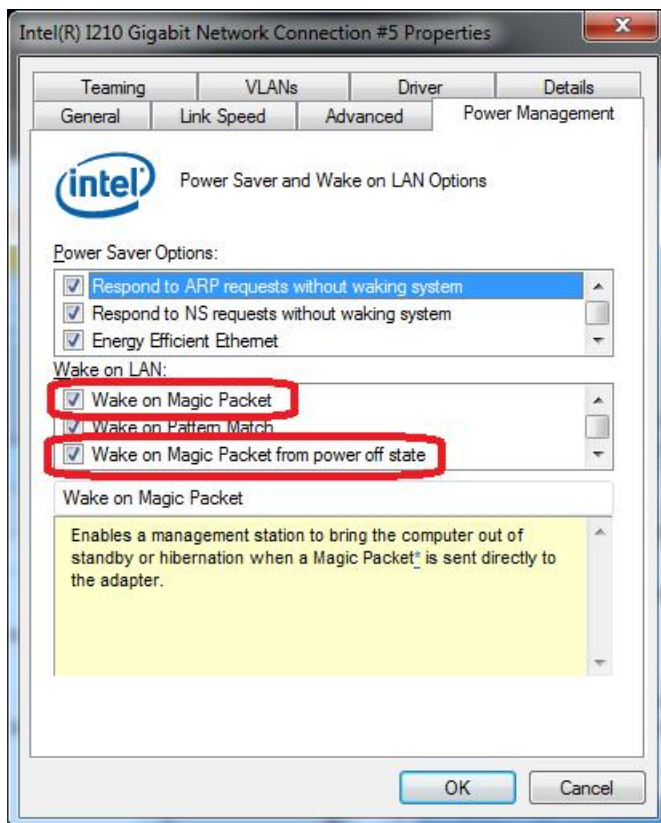 Intel(R) I210 Gigabit Network Connection #5 Properties
Teaming VLANs Driver Details
General Link Speed Advanced Power Management
intel Power Saver and Wake on LAN Options
Power Saver Options:
Respond to ARP requests without waking system
Respond to NS requests without waking system
Energy Efficient Ethernet
Wake on LAN:
Wake on Magic Packet
Wake on Pattern Match
Wake on Magic Packet from power off state
Wake on Magic Packet
Enables a management station to bring the computer out of
standby or hibernation when a Magic Packet* is sent directly to
the adapter.
OK Cancel